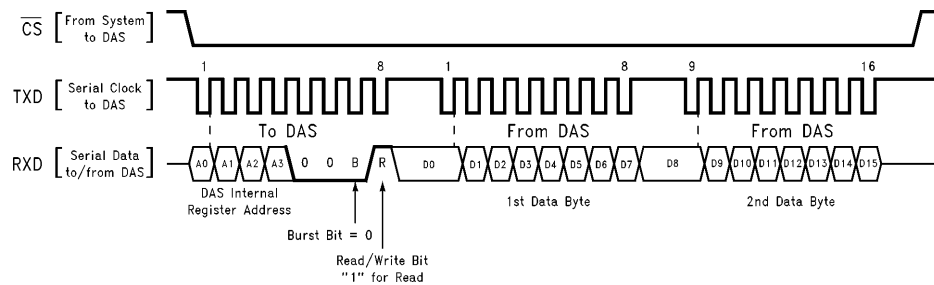 CS [ From System to DAS ]
1 8 1 8 9 16
TXD [ Serial Clock to DAS ]
To DAS From DAS From DAS
RXD [ Serial Data to/from DAS ] A0 A1 A2 A3 0 0 B R D0 D1 D2 D3 D4 D5 D6 D7 D8 D9 D10 D11 D12 D13 D14 D15
DAS Internal
Register Address
1st Data Byte
2nd Data Byte
Burst Bit = 0
Read/Write Bit
"1" for Read